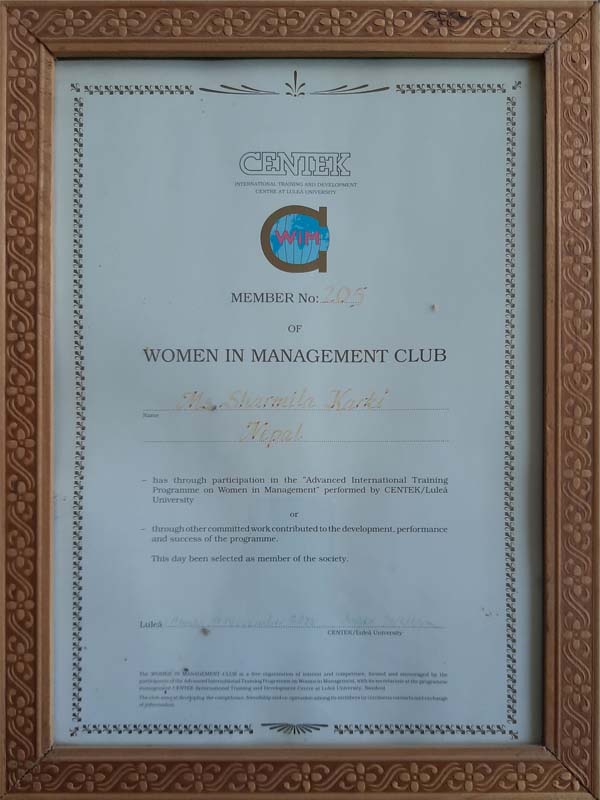 CENTEK
INTERNATIONAL TRAINING AND DEVELOPMENT
CENTRE AT LULEÅ UNIVERSITY
WIM
MEMBER No: 205
OF
WOMEN IN MANAGEMENT CLUB
Ms. Sharmila Karki
Name
Nepal
– has through participation in the "Advanced International Training
Programme on Women in Management" performed by CENTEK/Luleå
University
or
– through other committed work contributed to the development, performance
and success of the programme.
This day been selected as member of the society.
Luleå
CENTEK/Luleå University
The WOMEN IN MANAGEMENT CLUB is a free organisation of interest and competence, formed and encouraged by the
participants of the Advanced International Training Programme on Women in Management, with its secretariat at the programme
management CENTEK (International Training and Development Centre at Luleå University, Sweden)
The club aims at developing the competence, friendship and co-operation among its members by continous contacts and exchange
of information.